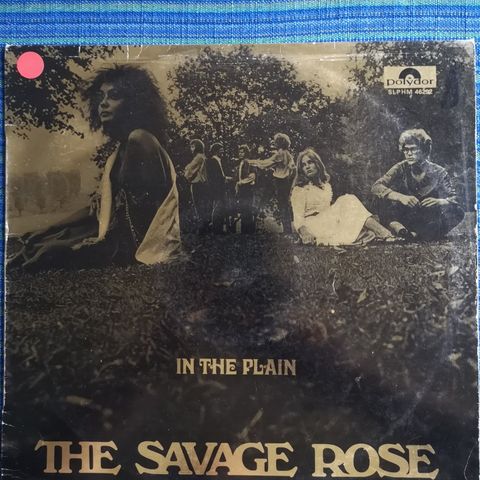 Polydor
SLPHM 46292
IN THE PLAIN
THE SAVAGE ROSE